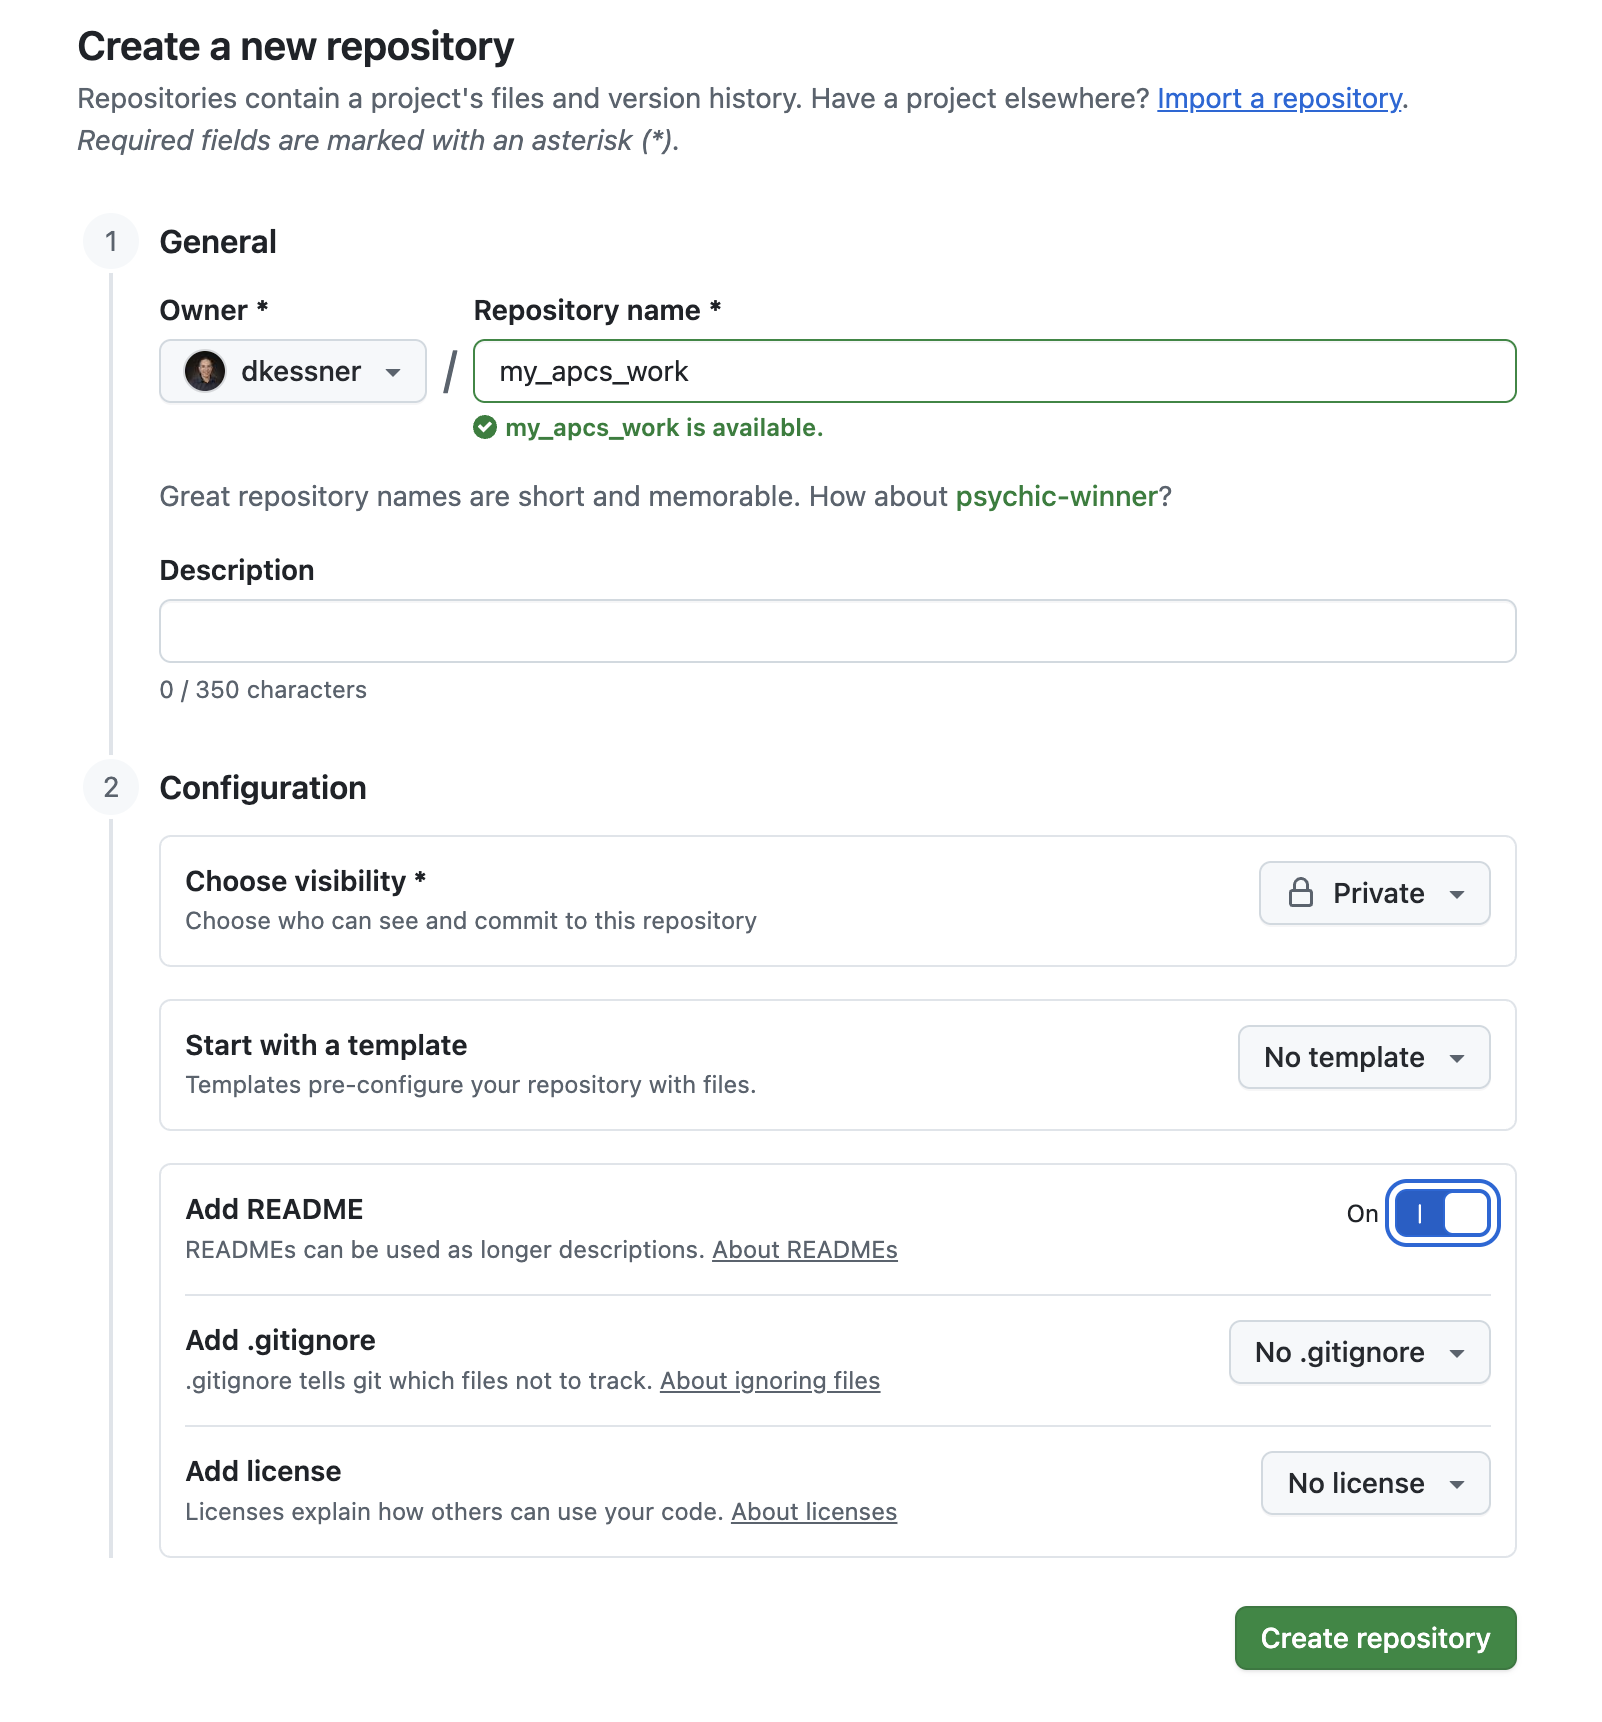 Create a new repository
Repositories contain a project's files and version history. Have a project elsewhere? Import a repository.
Required fields are marked with an asterisk (*).
1 General
Owner * Repository name *
dkessner / my_apcs_work
my_apcs_work is available.
Great repository names are short and memorable. How about psychic-winner?
Description
0 / 350 characters
2 Configuration
Choose visibility *
Choose who can see and commit to this repository
Private
Start with a template
Templates pre-configure your repository with files.
No template
Add README
READMEs can be used as longer descriptions. About READMEs
On
Add .gitignore
.gitignore tells git which files not to track. About ignoring files
No .gitignore
Add license
Licenses explain how others can use your code. About licenses
No license
Create repository